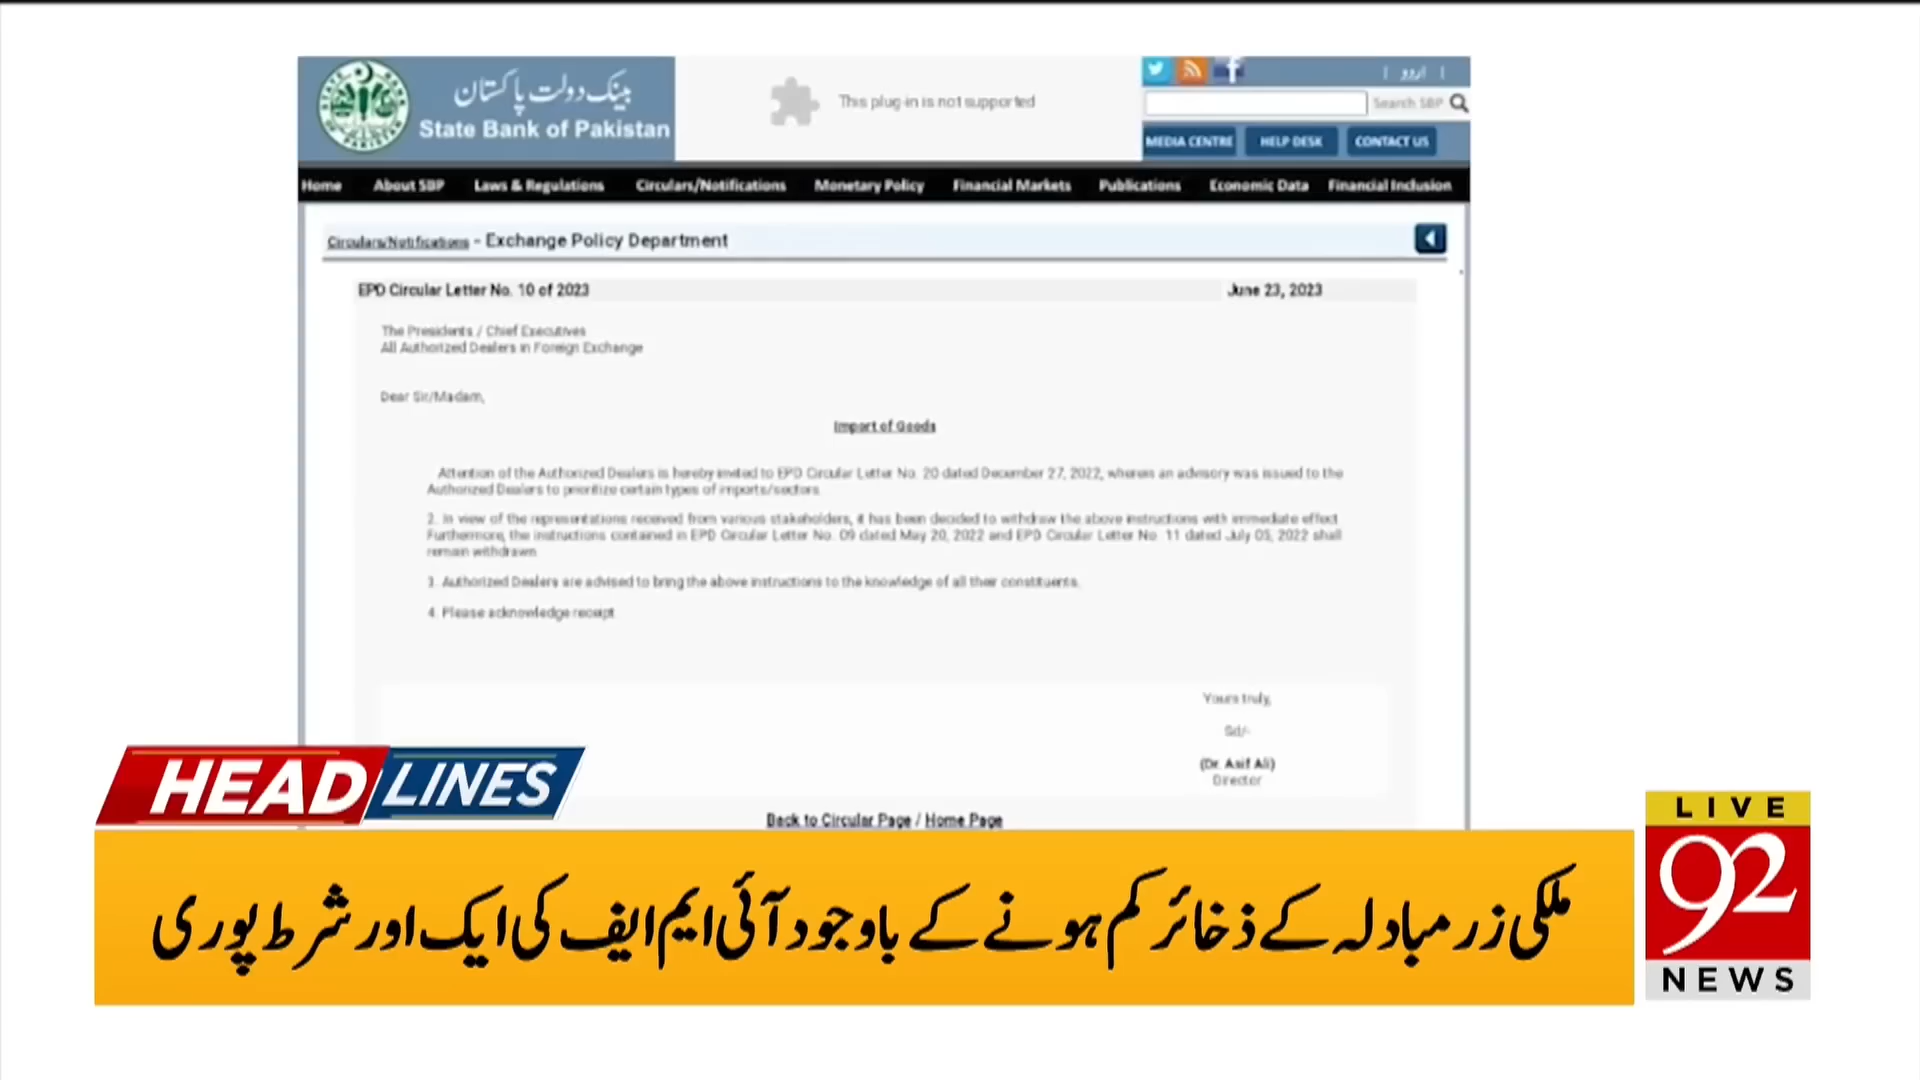 بینک دولت پاکستان
State Bank of Pakistan
This plug-in is not supported
اردو
Search SBP
MEDIA CENTRE HELP DESK CONTACT US
Home About SBP Laws & Regulations Circulars/Notifications Monetary Policy Financial Markets Publications Economic Data Financial Inclusion
Circulars/Notifications - Exchange Policy Department
EPD Circular Letter No. 10 of 2023 June 23, 2023
The Presidents / Chief Executives
All Authorized Dealers in Foreign Exchange
Dear Sir/Madam,
Import of Goods
Attention of the Authorized Dealers is hereby invited to EPD Circular Letter No. 20 dated December 27, 2022, wherein an advisory was issued to the
Authorized Dealers to prioritize certain types of imports/sectors.
2. In view of the representations received from various stakeholders, it has been decided to withdraw the above instructions with immediate effect.
Furthermore, the instructions contained in EPD Circular Letter No. 09 dated May 20, 2022 and EPD Circular Letter No. 11 dated July 05, 2022 shall
remain withdrawn.
3. Authorized Dealers are advised to bring the above instructions to the knowledge of all their constituents.
4. Please acknowledge receipt
Yours truly,
Sd/-
(Dr. Asif Ali)
Director
Back to Circular Page / Home Page
HEADLINES
ملکی زرمبادلہ کے ذخائر کم ہونے کے باوجود آئی ایم ایف کی ایک اور شرط پوری
LIVE
92
NEWS